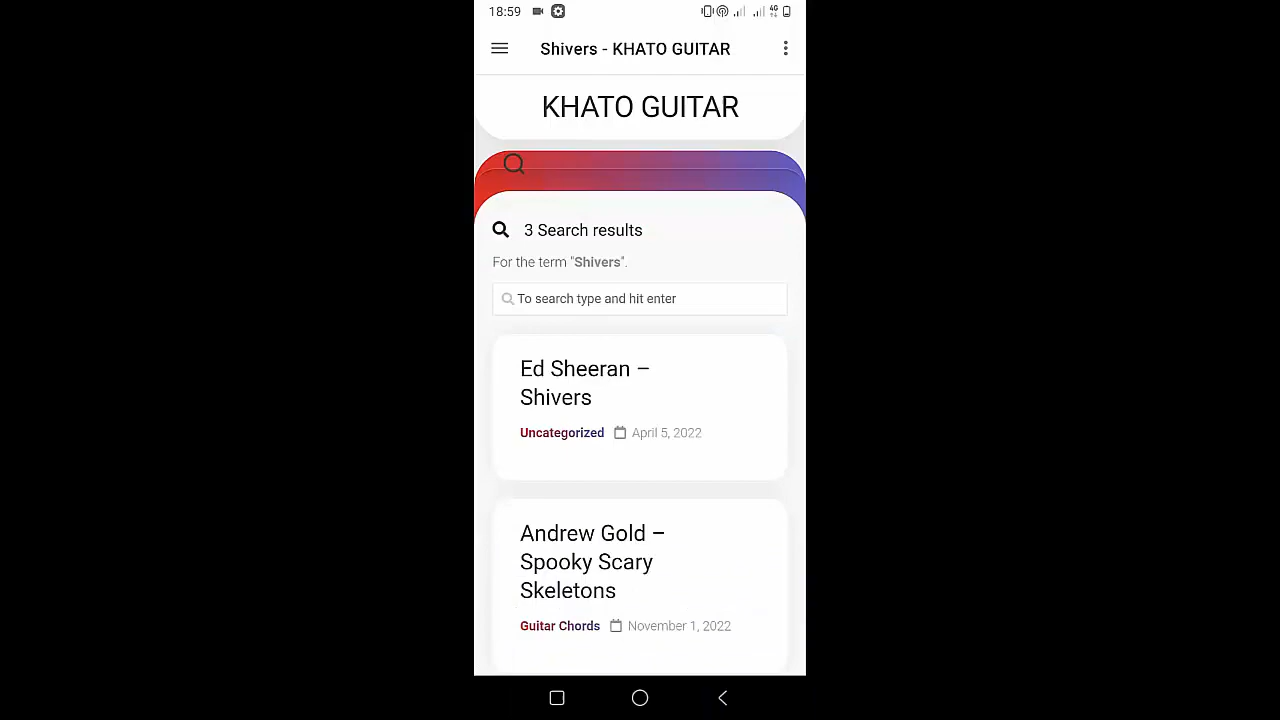 18:59
4G
Shivers - KHATO GUITAR
KHATO GUITAR
3 Search results
For the term "Shivers".
To search type and hit enter
Ed Sheeran –
Shivers
Uncategorized April 5, 2022
Andrew Gold –
Spooky Scary
Skeletons
Guitar Chords November 1, 2022